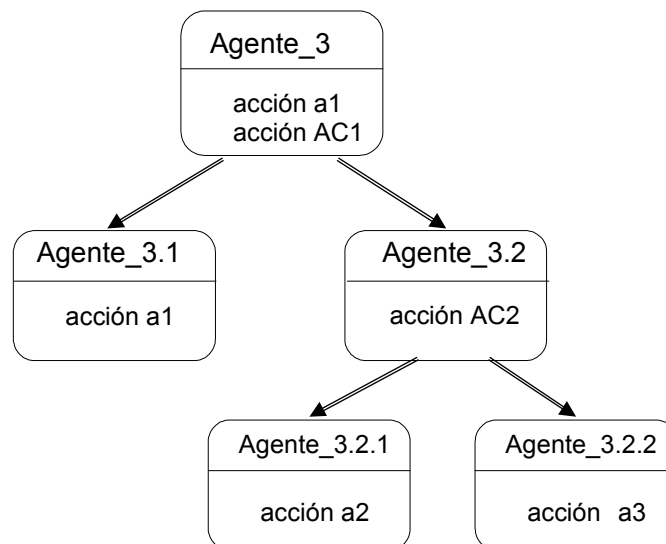 Agente_3
acción a1
acción AC1
Agente_3.1
acción a1
Agente_3.2
acción AC2
Agente_3.2.1
acción a2
Agente_3.2.2
acción a3